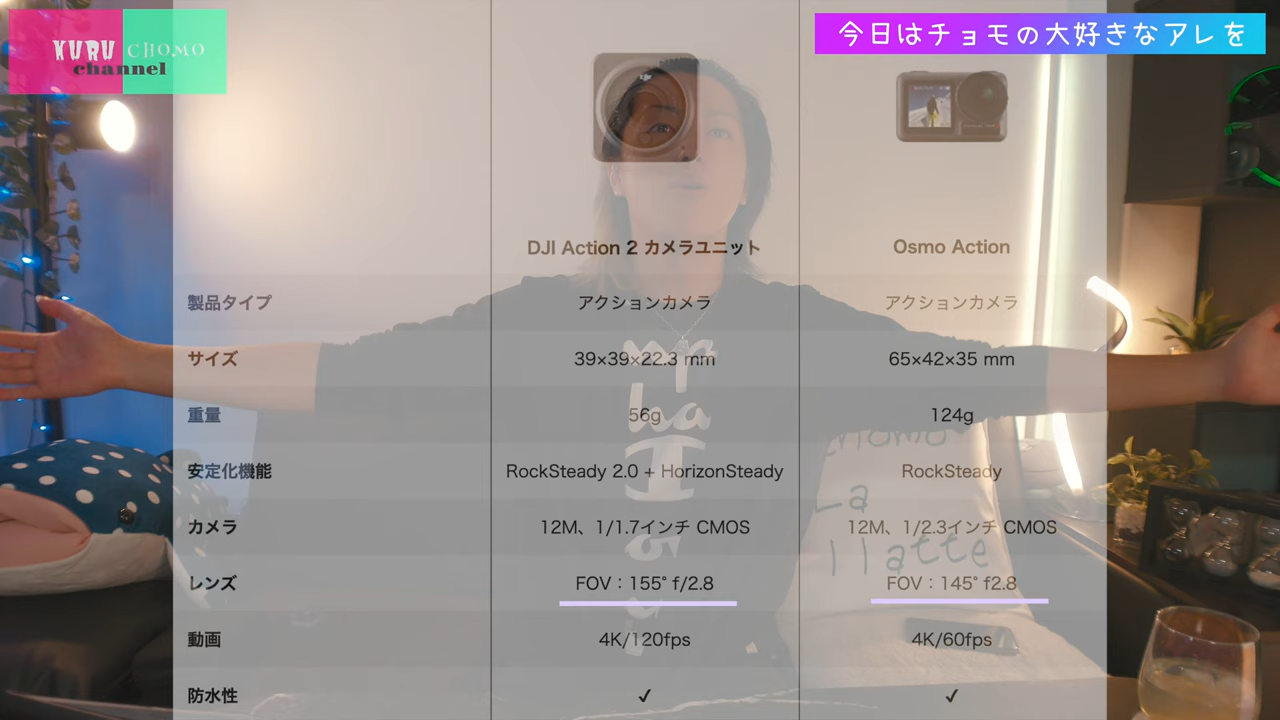 KURU CHOMO
channel
今日はチョモの大好きなアレを
DJI Action 2 カメラユニット
Osmo Action
製品タイプ
アクションカメラ
アクションカメラ
サイズ
39×39×22.3 mm
65×42×35 mm
重量
56g
124g
安定化機能
RockSteady 2.0 + HorizonSteady
RockSteady
カメラ
12M、1/1.7インチ CMOS
12M、1/2.3インチ CMOS
レンズ
FOV：155° f/2.8
FOV：145° f2.8
動画
4K/120fps
4K/60fps
防水性
✓
✓
chomo
La
llatte